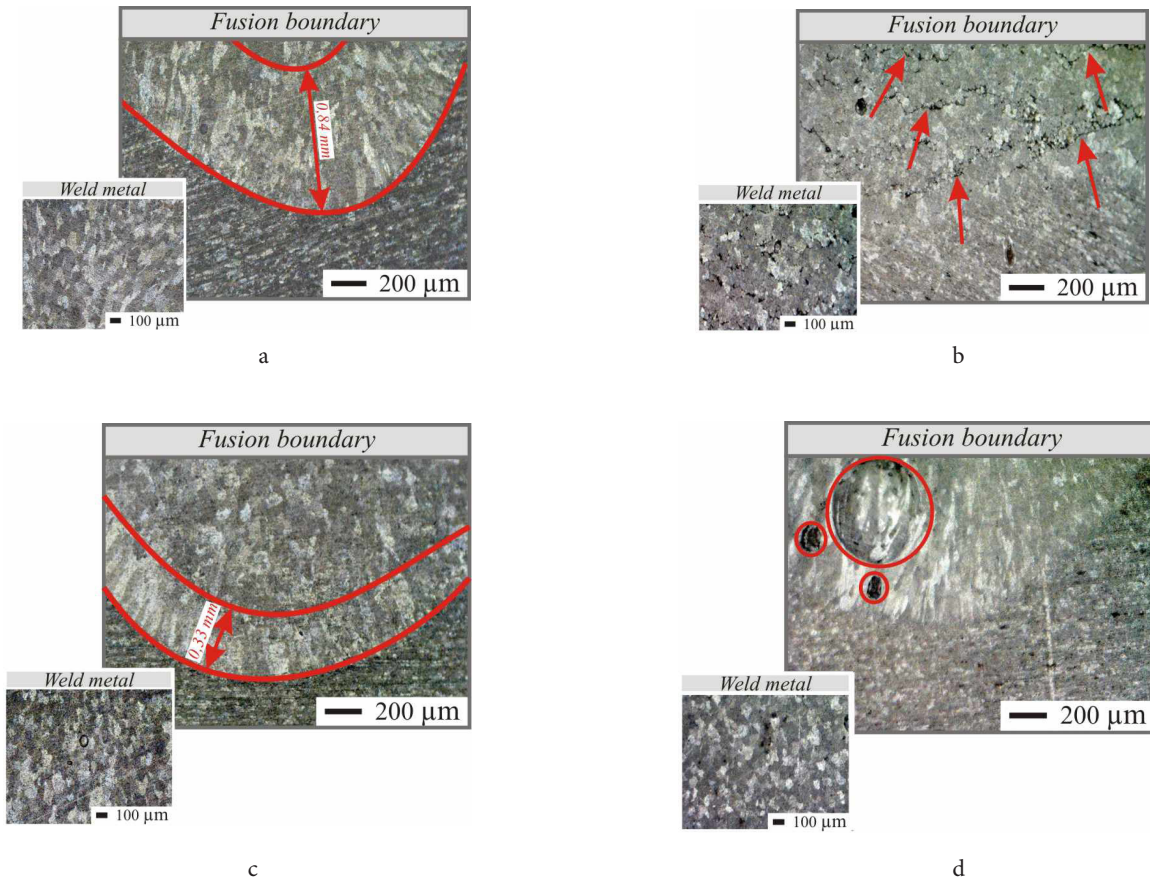 Fusion boundary
0,84 mm
Weld metal
200 µm
100 µm
a
Fusion boundary
Weld metal
200 µm
100 µm
b
Fusion boundary
0,33 mm
Weld metal
200 µm
100 µm
c
Fusion boundary
Weld metal
200 µm
100 µm
d